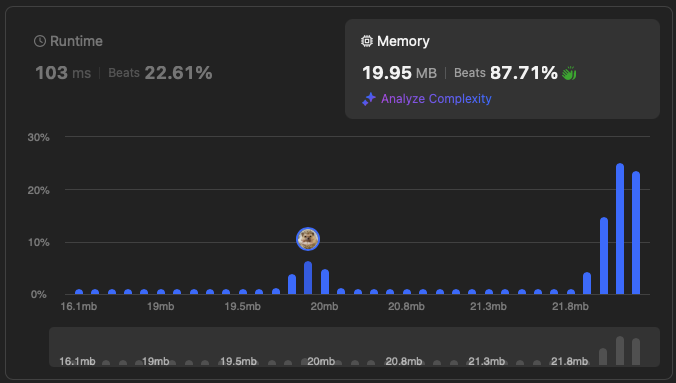 Runtime
103 ms | Beats 22.61%
Memory
19.95 MB | Beats 87.71%
Analyze Complexity
30%
20%
10%
0%
16.1mb 19mb 19.5mb 20mb 20.8mb 21.3mb 21.8mb
16.1mb 19mb 19.5mb 20mb 20.8mb 21.3mb 21.8mb